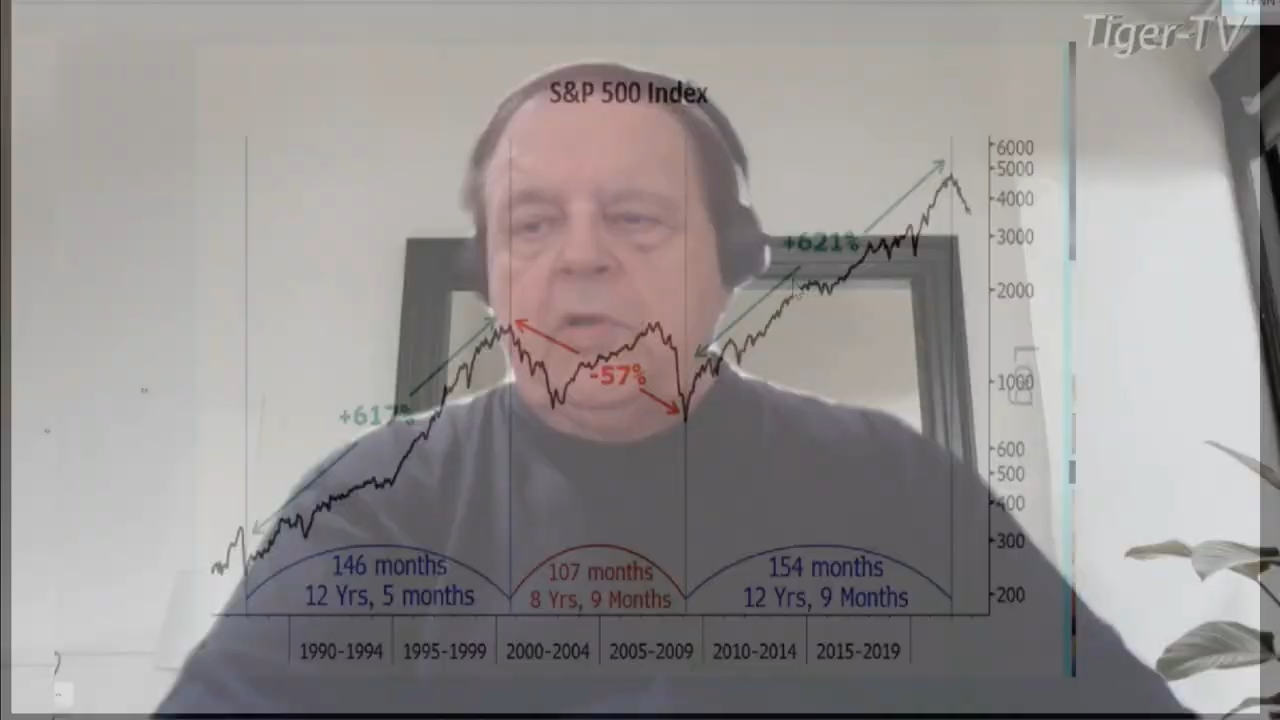 Tiger-TV
S&P 500 Index
6000
5000
4000
+621%
3000
2000
-57%
1000
+617%
600
500
400
300
146 months
107 months
154 months
12 Yrs, 5 months
8 Yrs, 9 Months
12 Yrs, 9 Months
200
1990-1994
1995-1999
2000-2004
2005-2009
2010-2014
2015-2019